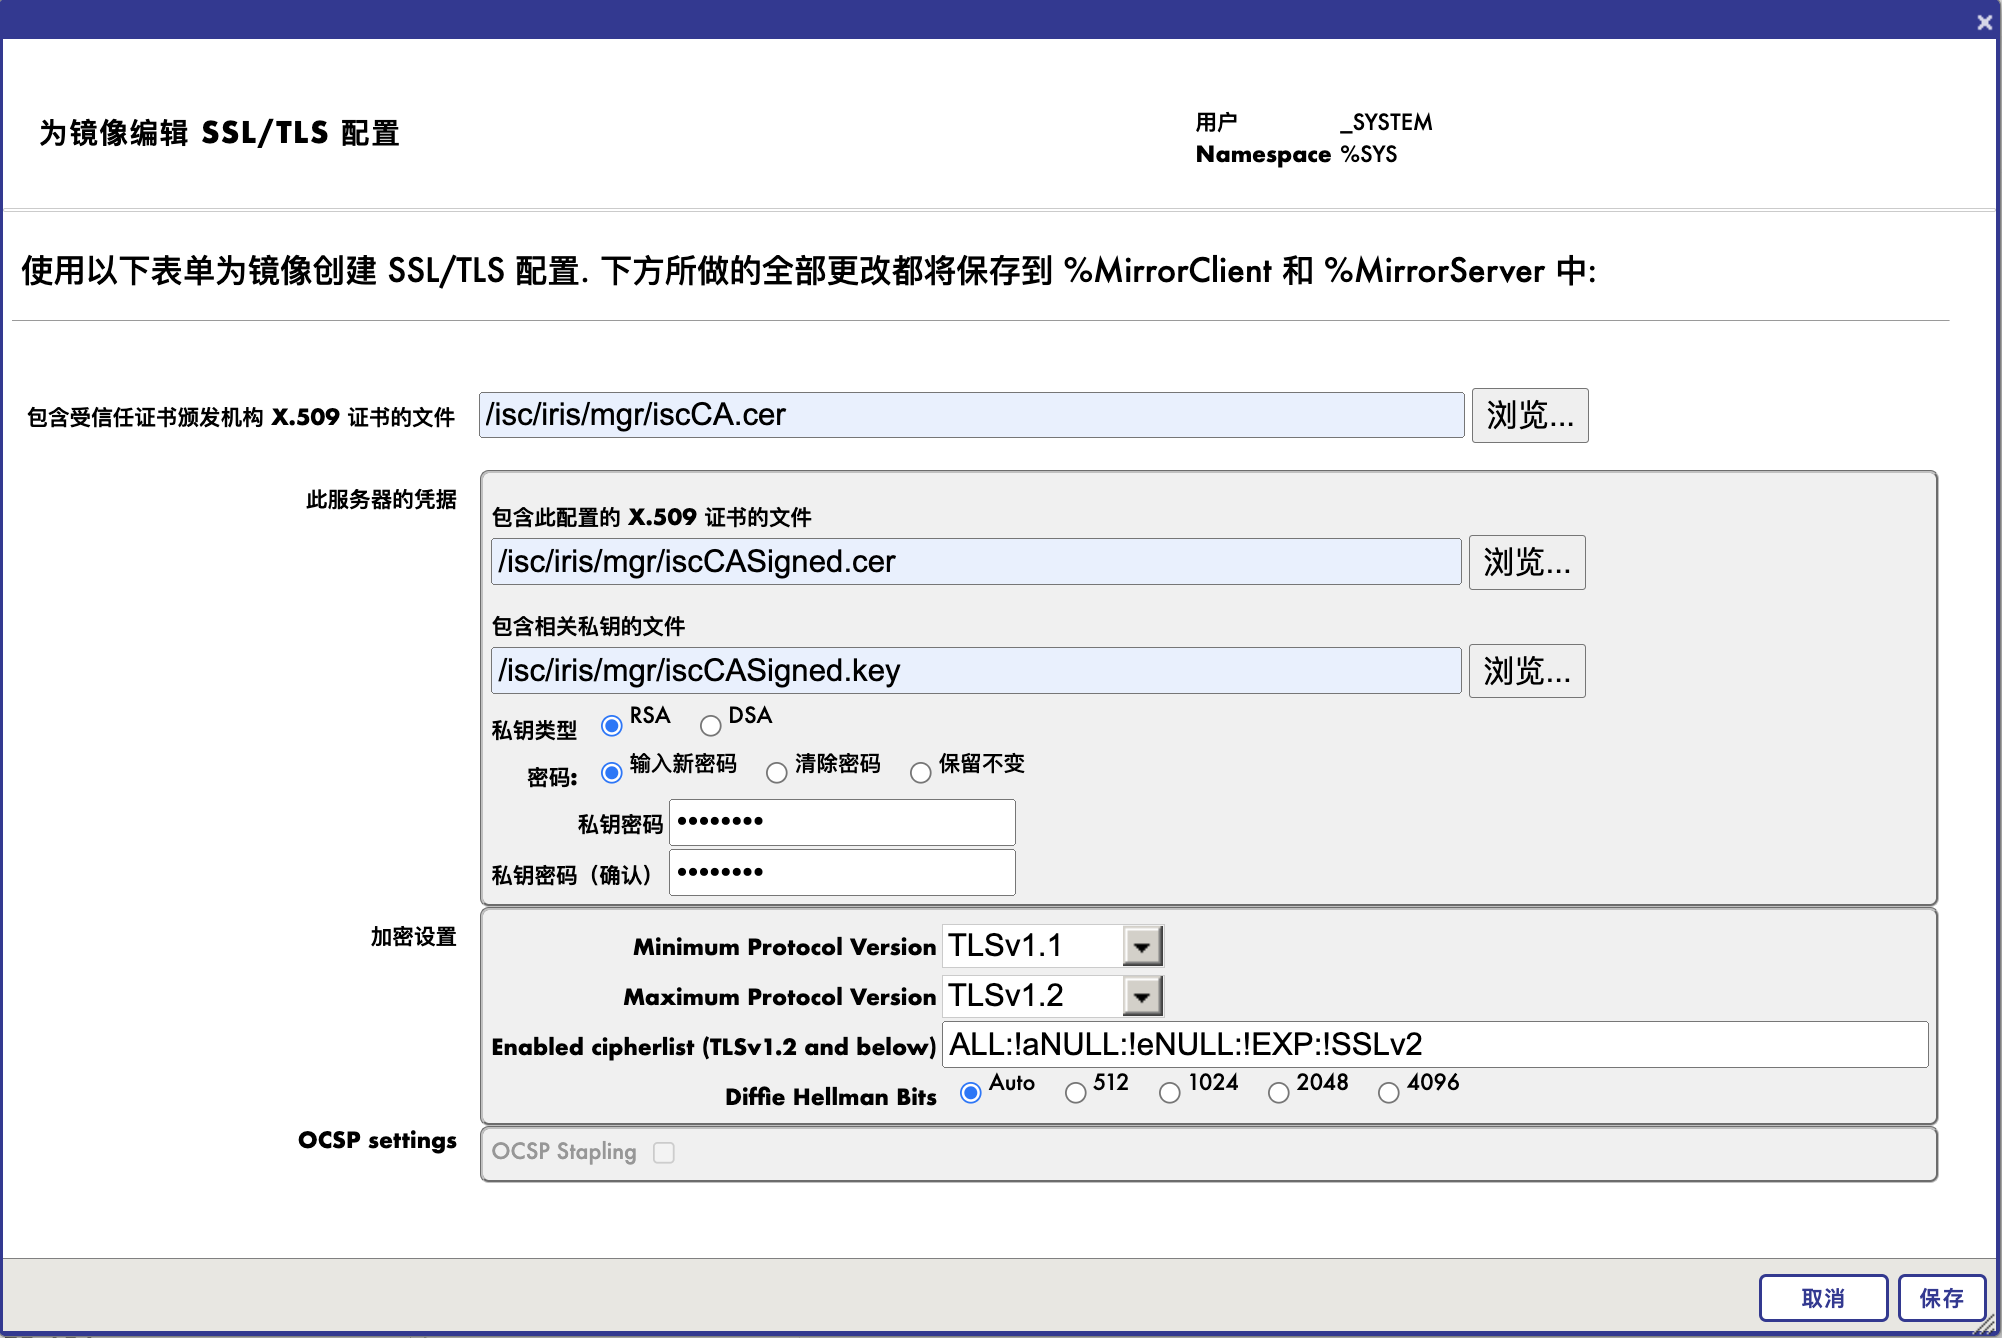 ×
为镜像编辑 SSL/TLS 配置
用户 _SYSTEM
Namespace %SYS
使用以下表单为镜像创建 SSL/TLS 配置. 下方所做的全部更改都将保存到 %MirrorClient 和 %MirrorServer 中:
包含受信任证书颁发机构 X.509 证书的文件 /isc/iris/mgr/iscCA.cer 浏览...
此服务器的凭据
包含此配置的 X.509 证书的文件
/isc/iris/mgr/iscCASigned.cer 浏览...
包含相关私钥的文件
/isc/iris/mgr/iscCASigned.key 浏览...
私钥类型 RSA DSA
密码: 输入新密码 清除密码 保留不变
私钥密码 ••••••••
私钥密码（确认） ••••••••
加密设置
Minimum Protocol Version TLSv1.1
Maximum Protocol Version TLSv1.2
Enabled cipherlist (TLSv1.2 and below) ALL:!aNULL:!eNULL:!EXP:!SSLv2
Diffie Hellman Bits Auto 512 1024 2048 4096
OCSP settings
OCSP Stapling
取消 保存